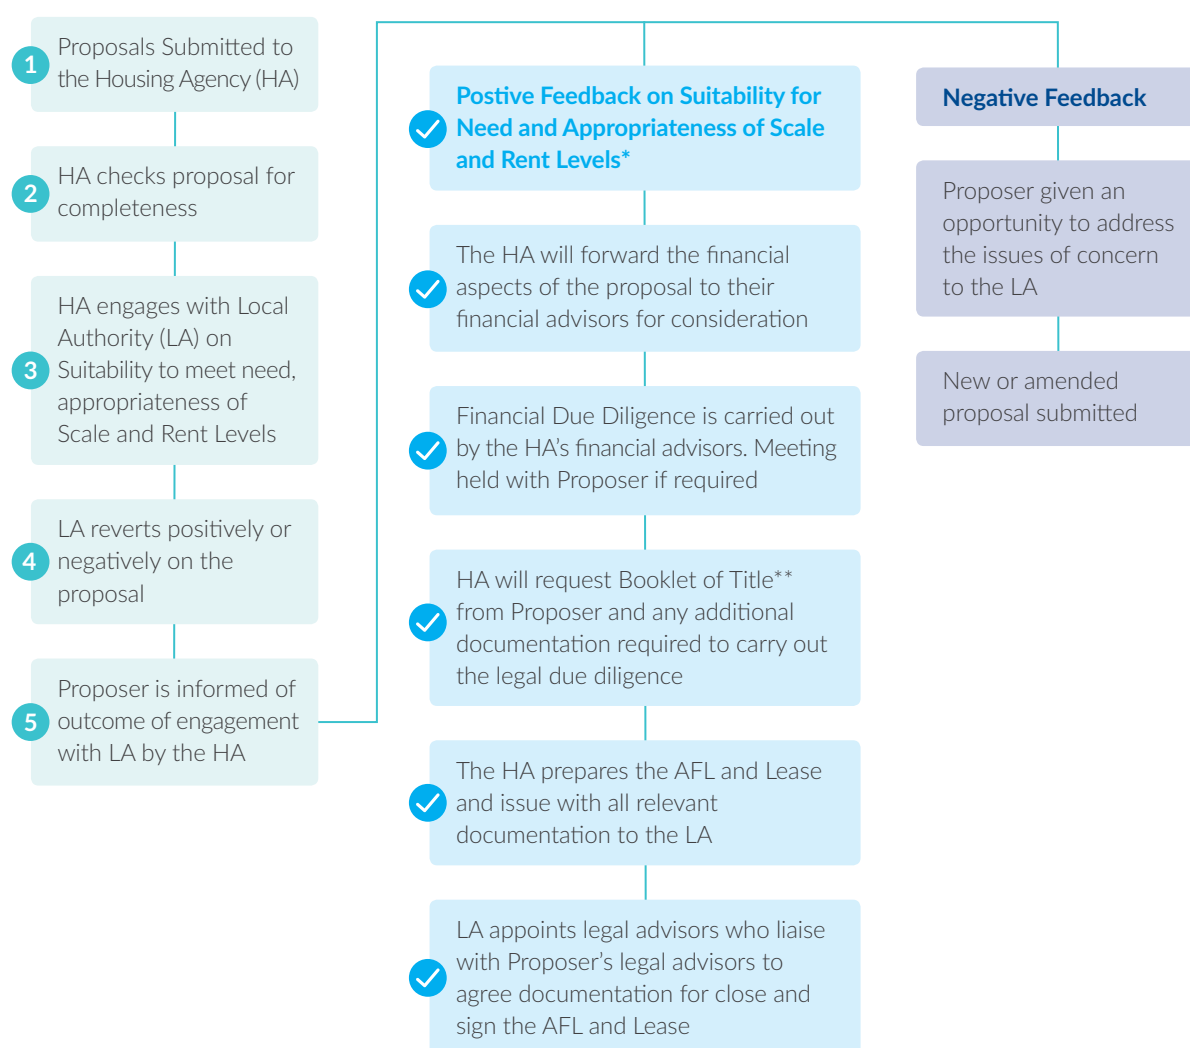 1
Proposals Submitted to
the Housing Agency (HA)
2
HA checks proposal for
completeness
3
HA engages with Local
Authority (LA) on
Suitability to meet need,
appropriateness of
Scale and Rent Levels
4
LA reverts positively or
negatively on the
proposal
5
Proposer is informed of
outcome of engagement
with LA by the HA
Postive Feedback on Suitability for
Need and Appropriateness of Scale
and Rent Levels*
The HA will forward the financial
aspects of the proposal to their
financial advisors for consideration
Financial Due Diligence is carried out
by the HA's financial advisors. Meeting
held with Proposer if required
HA will request Booklet of Title**
from Proposer and any additional
documentation required to carry out
the legal due diligence
The HA prepares the AFL and Lease
and issue with all relevant
documentation to the LA
LA appoints legal advisors who liaise
with Proposer's legal advisors to
agree documentation for close and
sign the AFL and Lease
Negative Feedback
Proposer given an
opportunity to address
the issues of concern
to the LA
New or amended
proposal submitted